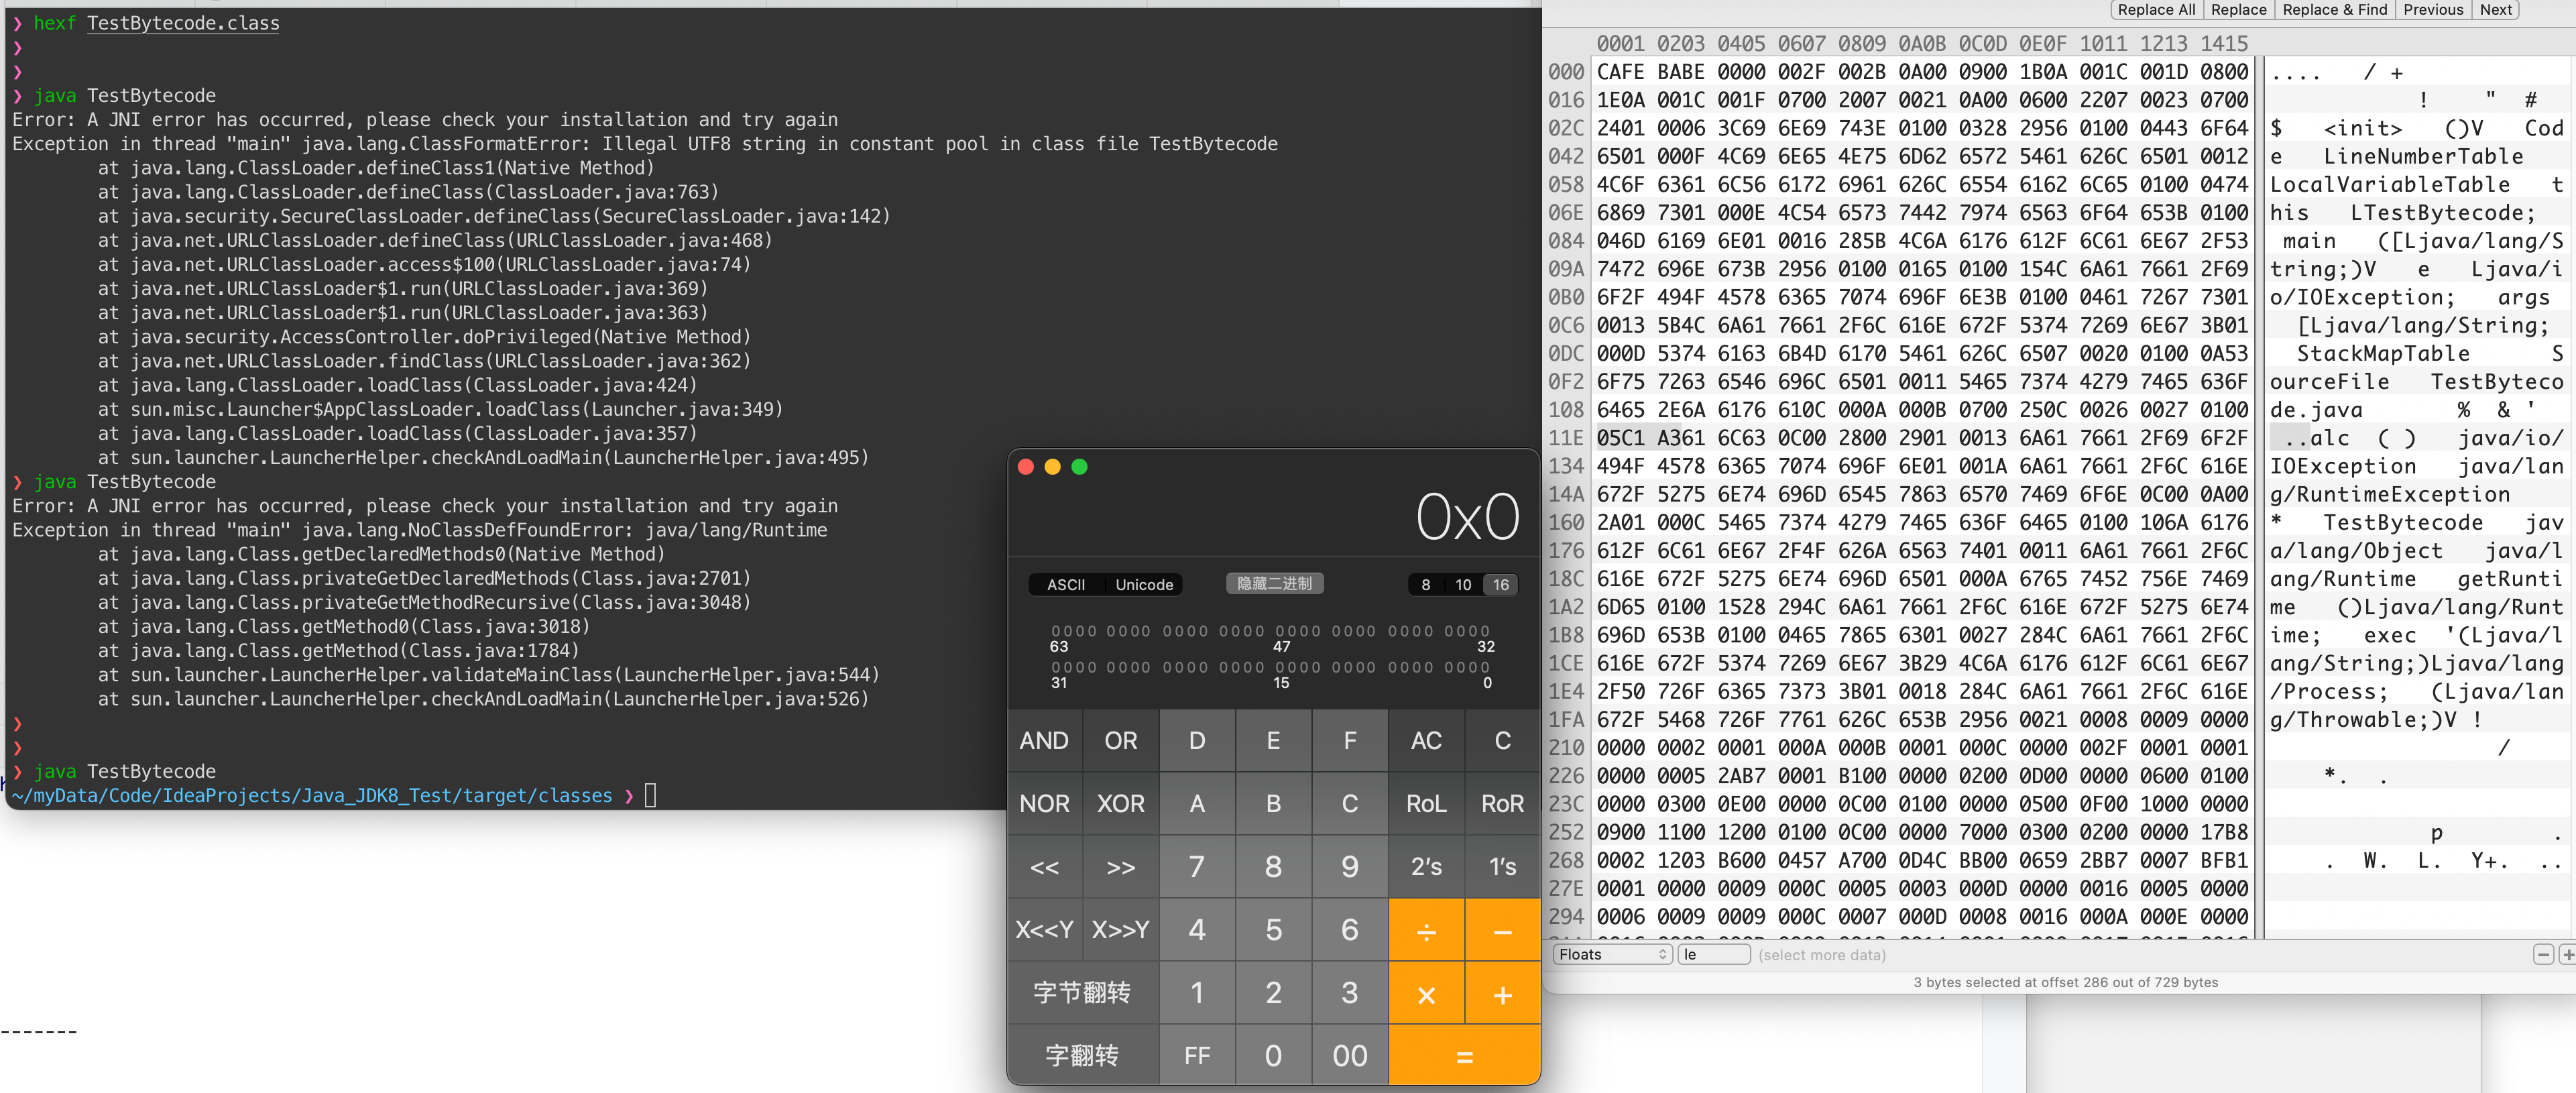 ❯ hexf TestBytecode.class
❯
❯
❯ java TestBytecode
Error: A JNI error has occurred, please check your installation and try again
Exception in thread "main" java.lang.ClassFormatError: Illegal UTF8 string in constant pool in class file TestBytecode
at java.lang.ClassLoader.defineClass1(Native Method)
at java.lang.ClassLoader.defineClass(ClassLoader.java:763)
at java.security.SecureClassLoader.defineClass(SecureClassLoader.java:142)
at java.net.URLClassLoader.defineClass(URLClassLoader.java:468)
at java.net.URLClassLoader.access$100(URLClassLoader.java:74)
at java.net.URLClassLoader$1.run(URLClassLoader.java:369)
at java.net.URLClassLoader$1.run(URLClassLoader.java:363)
at java.security.AccessController.doPrivileged(Native Method)
at java.net.URLClassLoader.findClass(URLClassLoader.java:362)
at java.lang.ClassLoader.loadClass(ClassLoader.java:424)
at sun.misc.Launcher$AppClassLoader.loadClass(Launcher.java:349)
at java.lang.ClassLoader.loadClass(ClassLoader.java:357)
at sun.launcher.LauncherHelper.checkAndLoadMain(LauncherHelper.java:495)
❯ java TestBytecode
Error: A JNI error has occurred, please check your installation and try again
Exception in thread "main" java.lang.NoClassDefFoundError: java/lang/Runtime
at java.lang.Class.getDeclaredMethods0(Native Method)
at java.lang.Class.privateGetDeclaredMethods(Class.java:2701)
at java.lang.Class.privateGetMethodRecursive(Class.java:3048)
at java.lang.Class.getMethod0(Class.java:3018)
at java.lang.Class.getMethod(Class.java:1784)
at sun.launcher.LauncherHelper.validateMainClass(LauncherHelper.java:544)
at sun.launcher.LauncherHelper.checkAndLoadMain(LauncherHelper.java:526)
❯
❯
❯ java TestBytecode
~/myData/Code/IdeaProjects/Java_JDK8_Test/target/classes ❯
-------
0x0
ASCII Unicode 隐藏二进制 8 10 16
0000 0000 0000 0000 0000 0000 0000 0000
63 47 32
0000 0000 0000 0000 0000 0000 0000 0000
31 15 0
AND OR D E F AC C
NOR XOR A B C RoL RoR
<< >> 7 8 9 2's 1's
X<<Y X>>Y 4 5 6 ÷ −
字节翻转 1 2 3 × +
字翻转 FF 0 00 =
Replace All Replace Replace & Find Previous Next
0001 0203 0405 0607 0809 0A0B 0C0D 0E0F 1011 1213 1415
000 CAFE BABE 0000 002F 002B 0A00 0900 1B0A 001C 001D 0800 .... / +
016 1E0A 001C 001F 0700 2007 0021 0A00 0600 2207 0023 0700 ! " #
02C 2401 0006 3C69 6E69 743E 0100 0328 2956 0100 0443 6F64 $ <init> ()V Cod
042 6501 000F 4C69 6E65 4E75 6D62 6572 5461 626C 6501 0012 e LineNumberTable
058 4C6F 6361 6C56 6172 6961 626C 6554 6162 6C65 0100 0474 LocalVariableTable t
06E 6869 7301 000E 4C54 6573 7442 7974 6563 6F64 653B 0100 his LTestBytecode;
084 046D 6169 6E01 0016 285B 4C6A 6176 612F 6C61 6E67 2F53 main ([Ljava/lang/S
09A 7472 696E 673B 2956 0100 0165 0100 154C 6A61 7661 2F69 tring;)V e Ljava/i
0B0 6F2F 494F 4578 6365 7074 696F 6E3B 0100 0461 7267 7301 o/IOException; args
0C6 0013 5B4C 6A61 7661 2F6C 616E 672F 5374 7269 6E67 3B01 [Ljava/lang/String;
0DC 000D 5374 6163 6B4D 6170 5461 626C 6507 0020 0100 0A53 StackMapTable S
0F2 6F75 7263 6546 696C 6501 0011 5465 7374 4279 7465 636F ourceFile TestByteco
108 6465 2E6A 6176 610C 000A 000B 0700 250C 0026 0027 0100 de.java % & '
11E 05C1 A361 6C63 0C00 2800 2901 0013 6A61 7661 2F69 6F2F ..alc ( ) java/io/
134 494F 4578 6365 7074 696F 6E01 001A 6A61 7661 2F6C 616E IOException java/lan
14A 672F 5275 6E74 696D 6545 7863 6570 7469 6F6E 0C00 0A00 g/RuntimeException
160 2A01 000C 5465 7374 4279 7465 636F 6465 0100 106A 6176 * TestBytecode jav
176 612F 6C61 6E67 2F4F 626A 6563 7401 0011 6A61 7661 2F6C a/lang/Object java/l
18C 616E 672F 5275 6E74 696D 6501 000A 6765 7452 756E 7469 ang/Runtime getRunti
1A2 6D65 0100 1528 294C 6A61 7661 2F6C 616E 672F 5275 6E74 me ()Ljava/lang/Runt
1B8 696D 653B 0100 0465 7865 6301 0027 284C 6A61 7661 2F6C ime; exec '(Ljava/l
1CE 616E 672F 5374 7269 6E67 3B29 4C6A 6176 612F 6C61 6E67 ang/String;)Ljava/lang
1E4 2F50 726F 6365 7373 3B01 0018 284C 6A61 7661 2F6C 616E /Process; (Ljava/lan
1FA 672F 5468 726F 7761 626C 653B 2956 0021 0008 0009 0000 g/Throwable;)V !
210 0000 0002 0001 000A 000B 0001 000C 0000 002F 0001 0001 /
226 0000 0005 2AB7 0001 B100 0000 0200 0D00 0000 0600 0100 *. .
23C 0000 0300 0E00 0000 0C00 0100 0000 0500 0F00 1000 0000
252 0900 1100 1200 0100 0C00 0000 7000 0300 0200 0000 17B8 p .
268 0002 1203 B600 0457 A700 0D4C BB00 0659 2BB7 0007 BFB1 . W. L. Y+. ..
27E 0001 0000 0009 000C 0005 0003 000D 0000 0016 0005 0000
294 0006 0009 0009 000C 0007 000D 0008 0016 000A 000E 0000
Floats le (select more data)
3 bytes selected at offset 286 out of 729 bytes